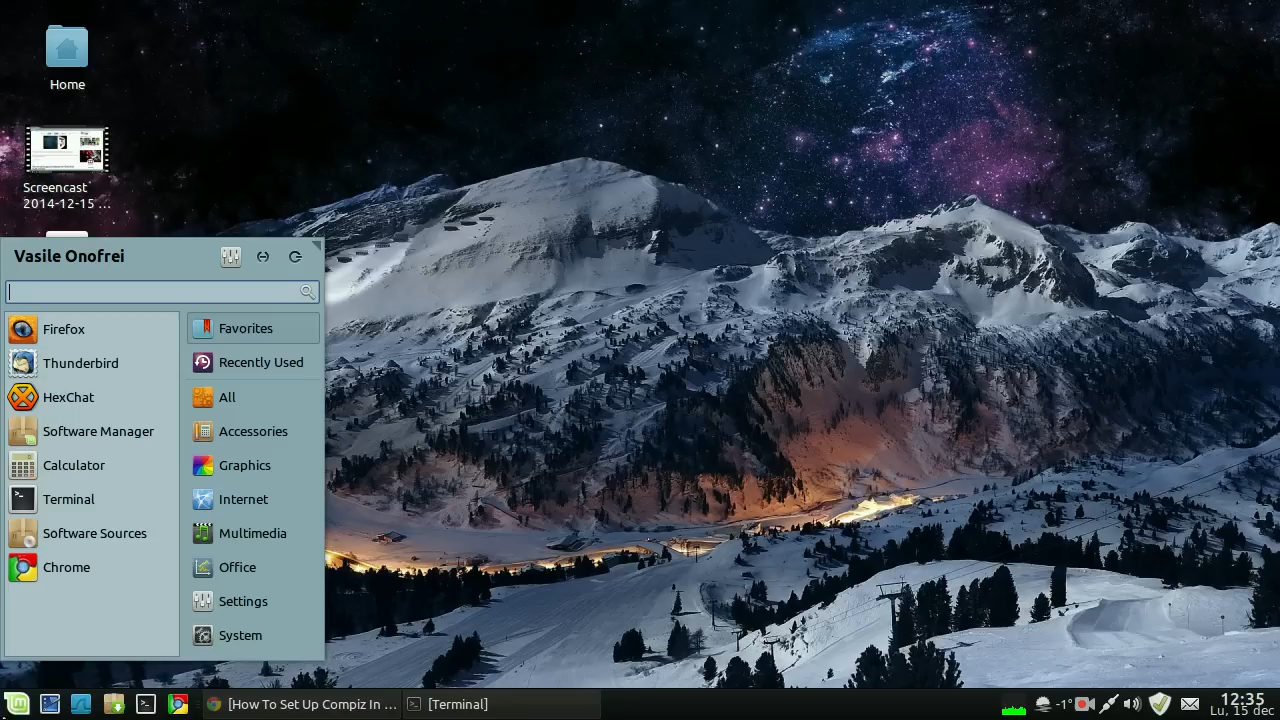 Home
Screencast
2014-12-15 ...
Vasile Onofrei
Firefox
Thunderbird
HexChat
Software Manager
Calculator
Terminal
Software Sources
Chrome
Favorites
Recently Used
All
Accessories
Graphics
Internet
Multimedia
Office
Settings
System
[How To Set Up Compiz In ...
[Terminal]
-1°
12:35
Lu, 15 dec